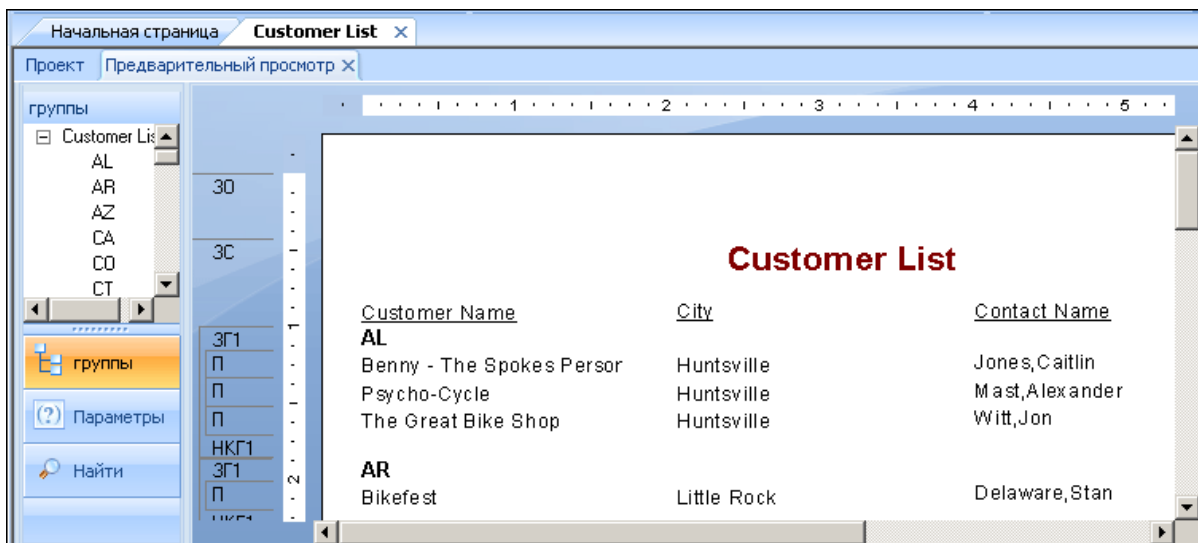 Начальная страница Customer List
Проект Предварительный просмотр
группы
Customer Lis
AL
AR
AZ
CA
CO
CT
группы
Параметры
Найти
1 2 3 4 5
ЗО
ЗС
ЗГ1
П
П
П
НКГ1
ЗГ1
П
1
2
Customer List
Customer Name City Contact Name
AL
Benny - The Spokes Persor Huntsville Jones,Caitlin
Psycho-Cycle Huntsville Mast,Alexander
The Great Bike Shop Huntsville Witt,Jon
AR
Bikefest Little Rock Delaware,Stan